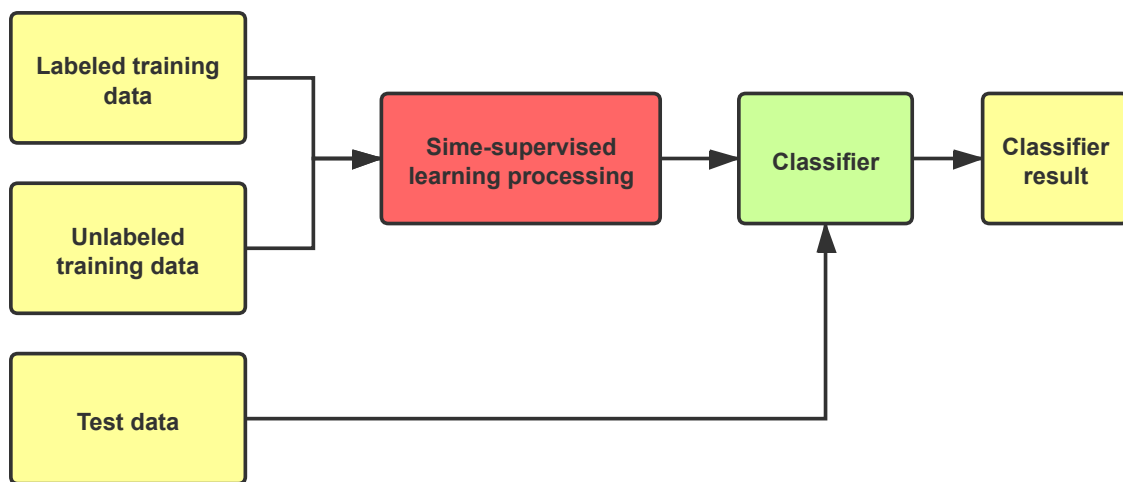 Labeled training
data
Unlabeled
training data
Test data
Sime-supervised
learning processing
Classifier
Classifier
result